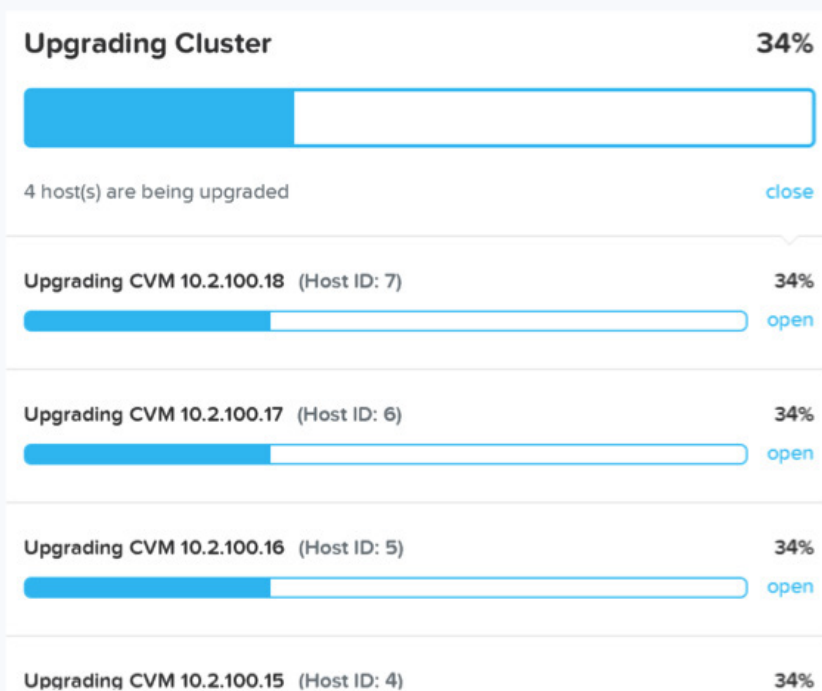 Upgrading Cluster 34%
4 host(s) are being upgraded close
Upgrading CVM 10.2.100.18 (Host ID: 7) 34%
open
Upgrading CVM 10.2.100.17 (Host ID: 6) 34%
open
Upgrading CVM 10.2.100.16 (Host ID: 5) 34%
open
Upgrading CVM 10.2.100.15 (Host ID: 4) 34%